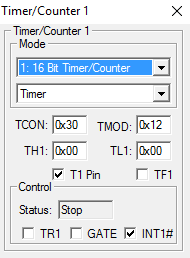 Timer/Counter 1
Timer/Counter 1
Mode
1: 16 Bit Timer/Counter
Timer
TCON: 0x30 TMOD: 0x12
TH1: 0x00 TL1: 0x00
T1 Pin TF1
Control
Status: Stop
TR1 GATE INT1#